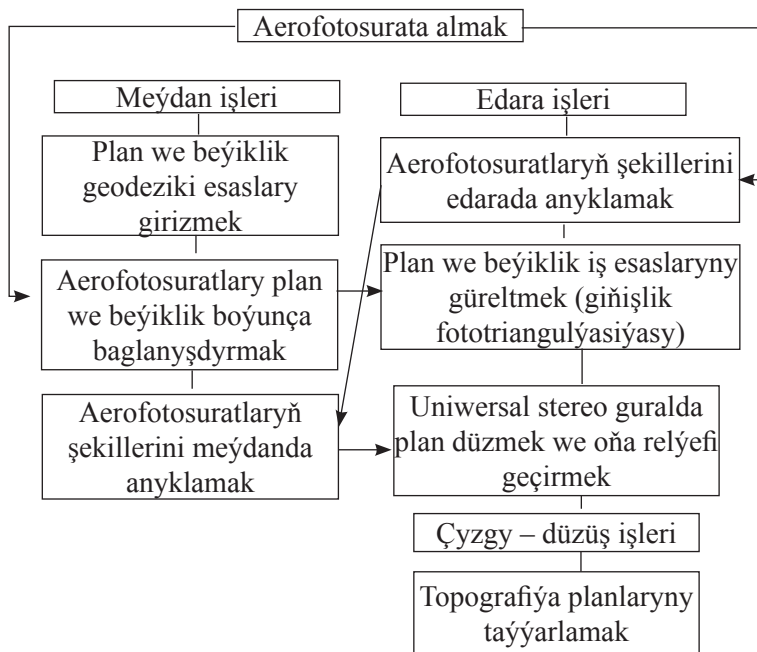 Aerofotosurata almak
Meýdan işleri
Plan we beýiklik
geodeziki esaslary
girizmek
Aerofotosuratlary plan
we beýiklik boýunça
baglanyşdyrmak
Aerofotosuratlaryň
şekillerini meýdanda
anyklamak
Edara işleri
Aerofotosuratlaryň şekillerini
edarada anyklamak
Plan we beýiklik iş esaslaryny
güreltmek (giňişlik
fototriangulýasiýasy)
Uniwersal stereo guralda
plan düzmek we oňa relýefi
geçirmek
Çyzgy – düzüş işleri
Topografiýa planlaryny
taýýarlamak